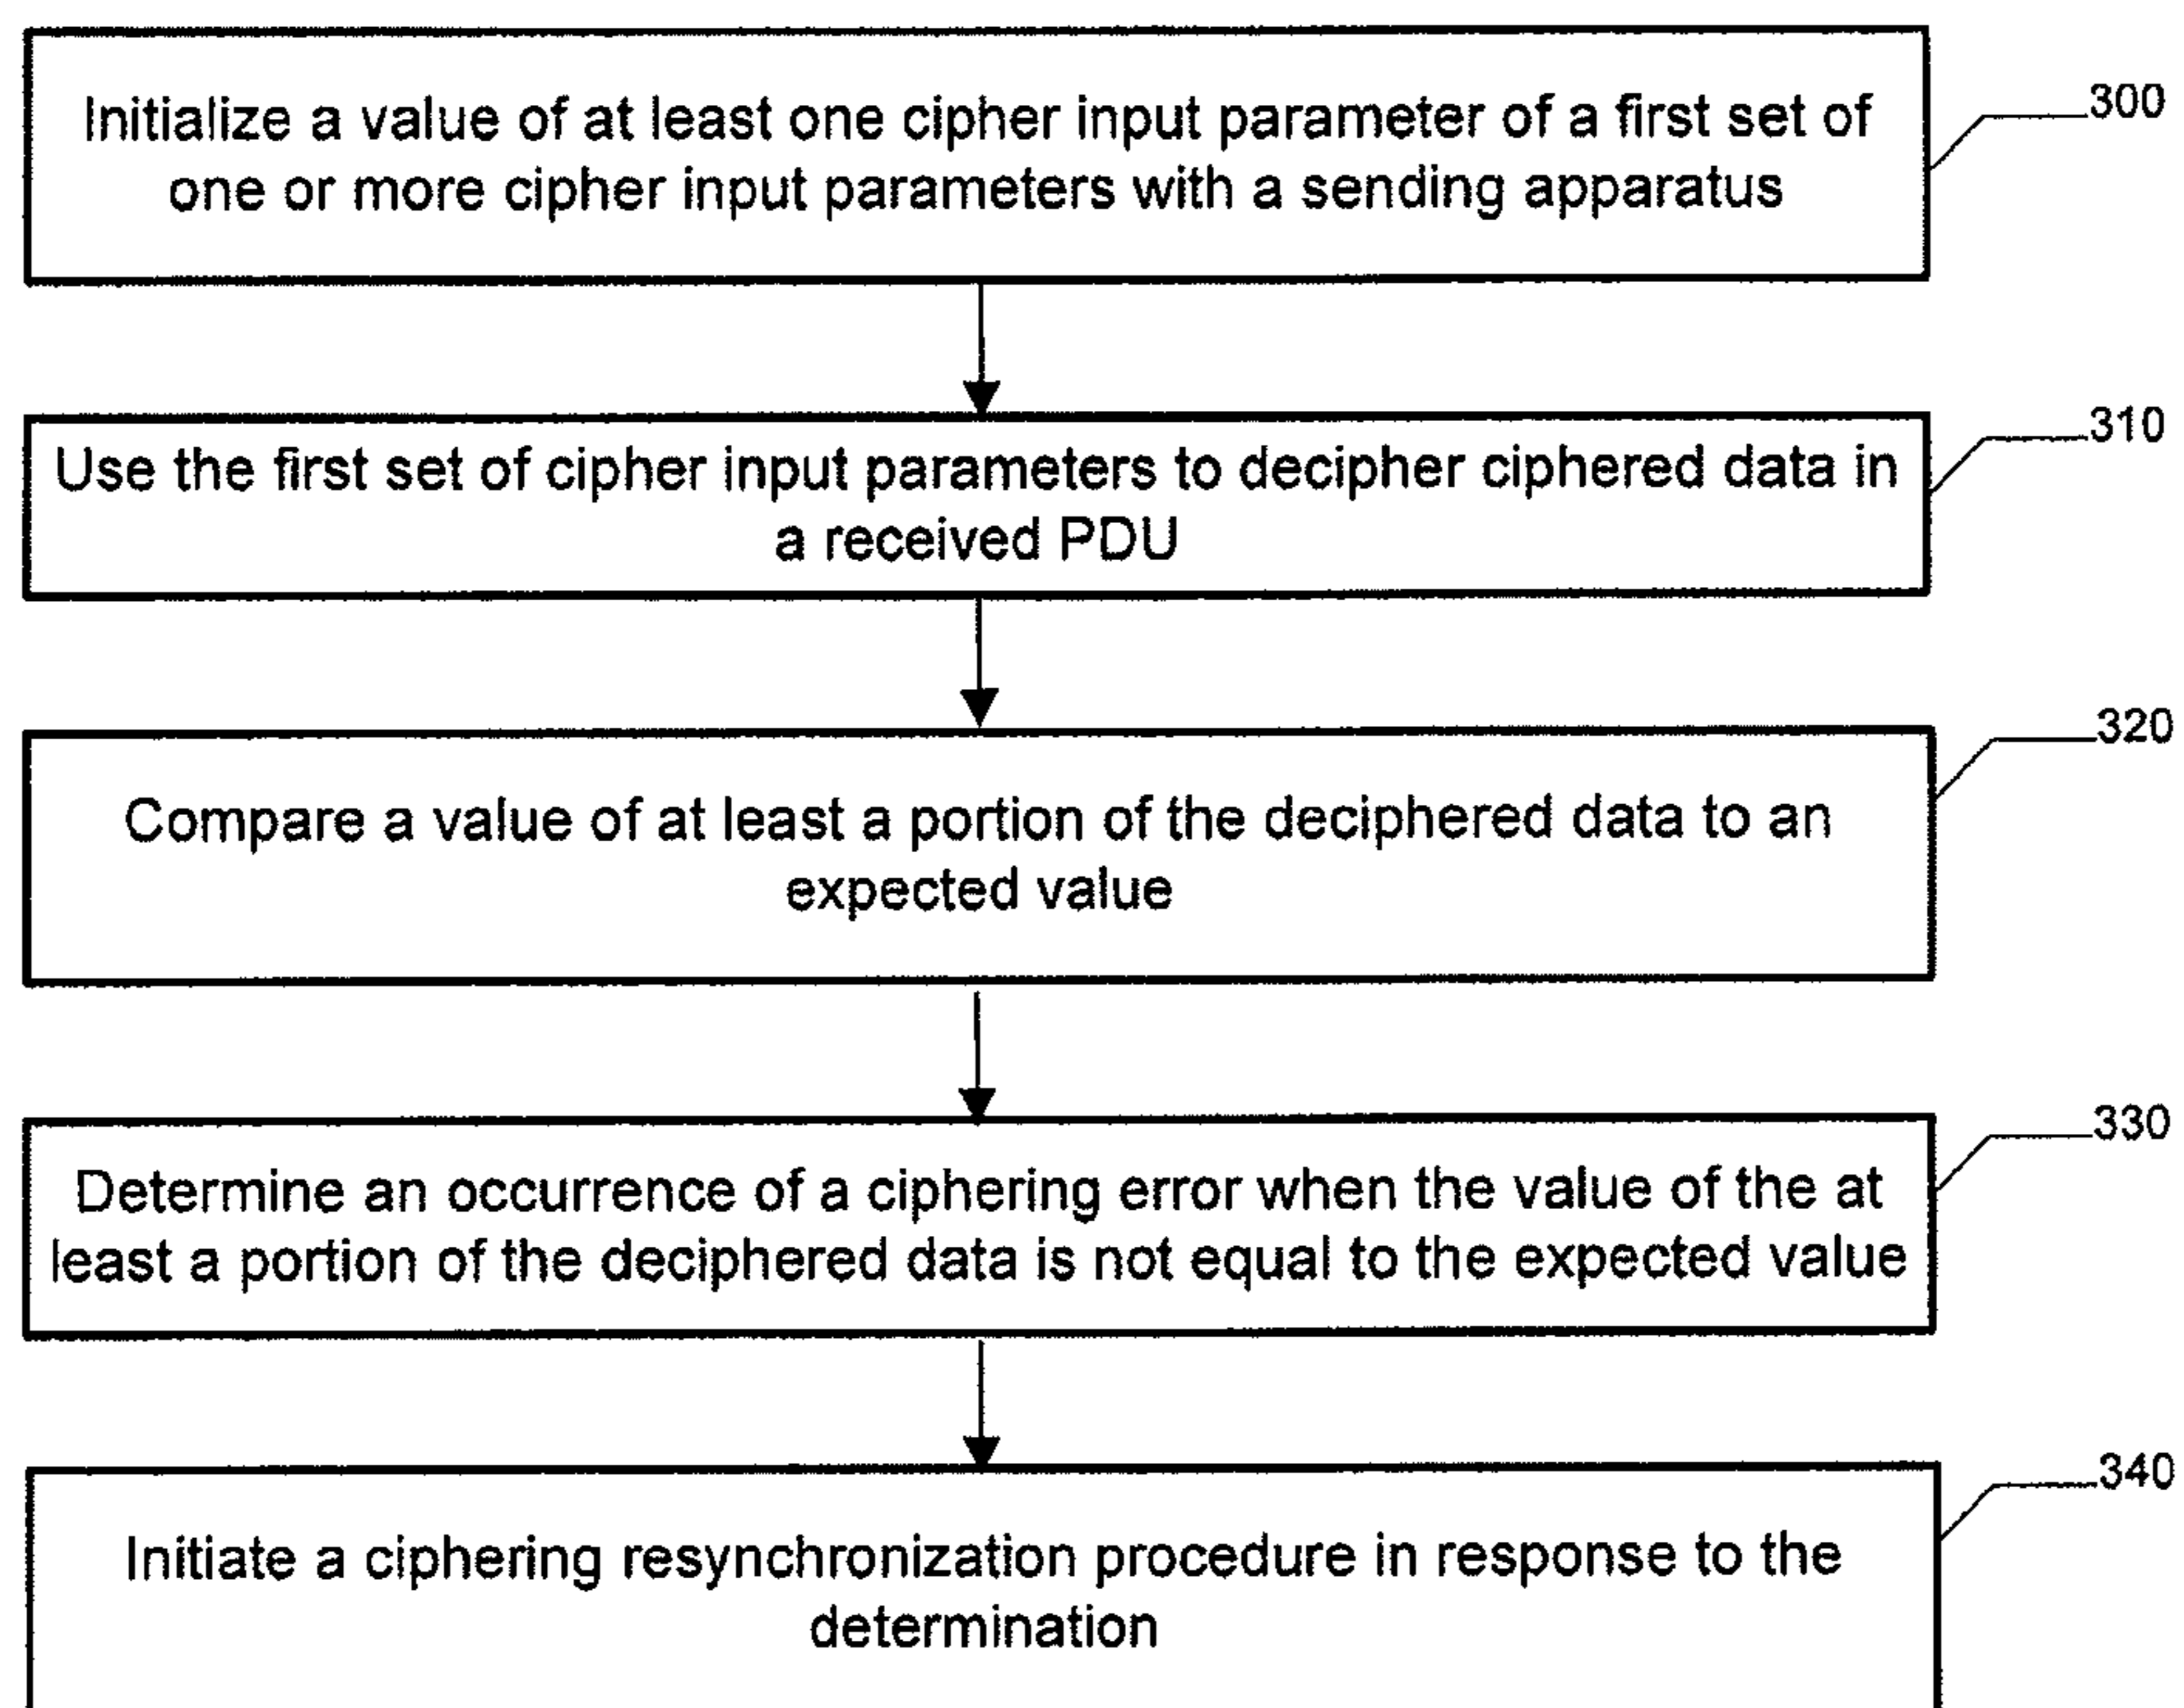 Initialize a value of at least one cipher input parameter of a first set of
one or more cipher input parameters with a sending apparatus
300
Use the first set of cipher input parameters to decipher ciphered data in
a received PDU
310
Compare a value of at least a portion of the deciphered data to an
expected value
320
Determine an occurrence of a ciphering error when the value of the at
least a portion of the deciphered data is not equal to the expected value
330
Initiate a ciphering resynchronization procedure in response to the
determination
340